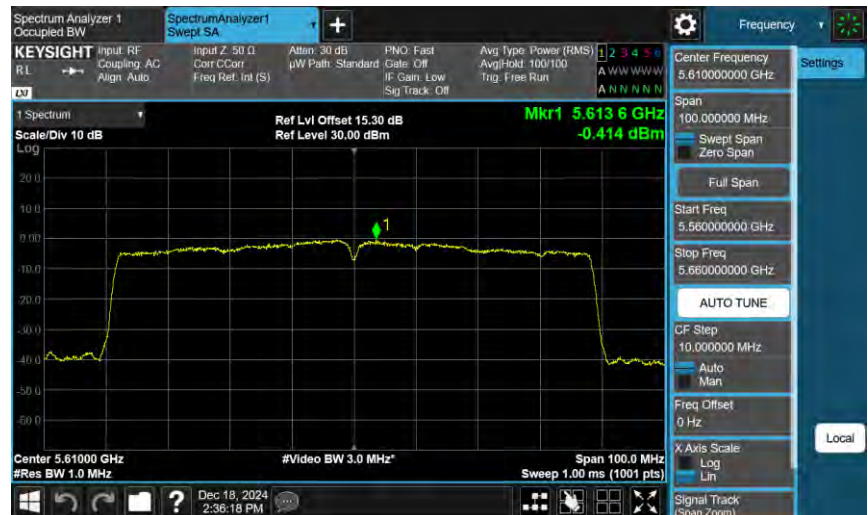 Spectrum Analyzer 1
Occupied BW
SpectrumAnalyzer1
Swept SA
Frequency
KEYSIGHT
RL
LXI
Input: RF
Coupling: AC
Align: Auto
Input Z: 50 Ω
Corr CCorr
Freq Ref: Int (S)
Atten: 30 dB
µW Path: Standard
PNO: Fast
Gate: Off
IF Gain: Low
Sig Track: Off
Avg Type: Power (RMS)
Avg|Hold: 100/100
Trig: Free Run
1 2 3 4 5 6
A W W W W W
A N N N N N
1 Spectrum
Scale/Div 10 dB
Log
Ref Lvl Offset 15.30 dB
Ref Level 30.00 dBm
Mkr1 5.613 6 GHz
-0.414 dBm
20.0
10.0
0.00
-10.0
-20.0
-30.0
-40.0
-50.0
-60.0
1
Center 5.61000 GHz
#Res BW 1.0 MHz
#Video BW 3.0 MHz*
Span 100.0 MHz
Sweep 1.00 ms (1001 pts)
Dec 18, 2024
2:36:18 PM
Center Frequency
5.610000000 GHz
Settings
Span
100.000000 MHz
Swept Span
Zero Span
Full Span
Start Freq
5.560000000 GHz
Stop Freq
5.660000000 GHz
AUTO TUNE
CF Step
10.000000 MHz
Auto
Man
Freq Offset
0 Hz
Local
X Axis Scale
Log
Lin
Signal Track
(Span Zoom)